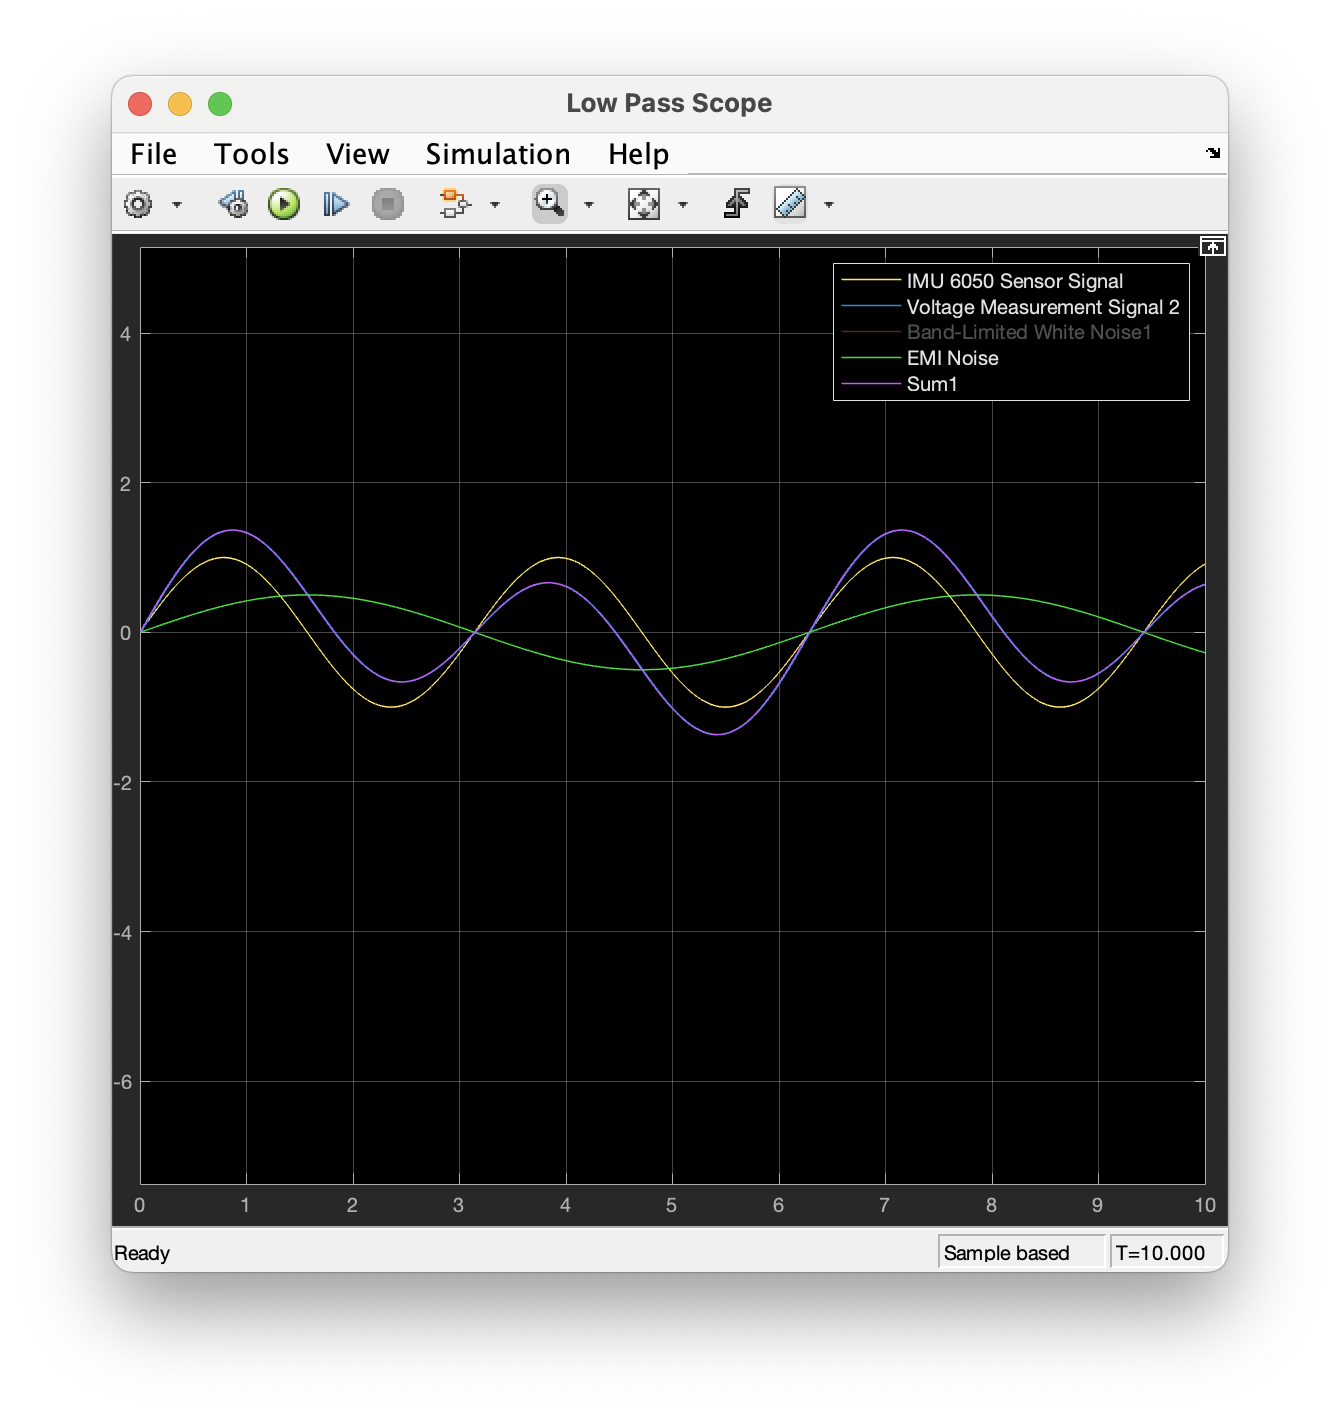 Low Pass Scope
File Tools View Simulation Help
IMU 6050 Sensor Signal
Voltage Measurement Signal 2
Band-Limited White Noise1
EMI Noise
Sum1
4
2
0
-2
-4
-6
0 1 2 3 4 5 6 7 8 9 10
Ready Sample based T=10.000